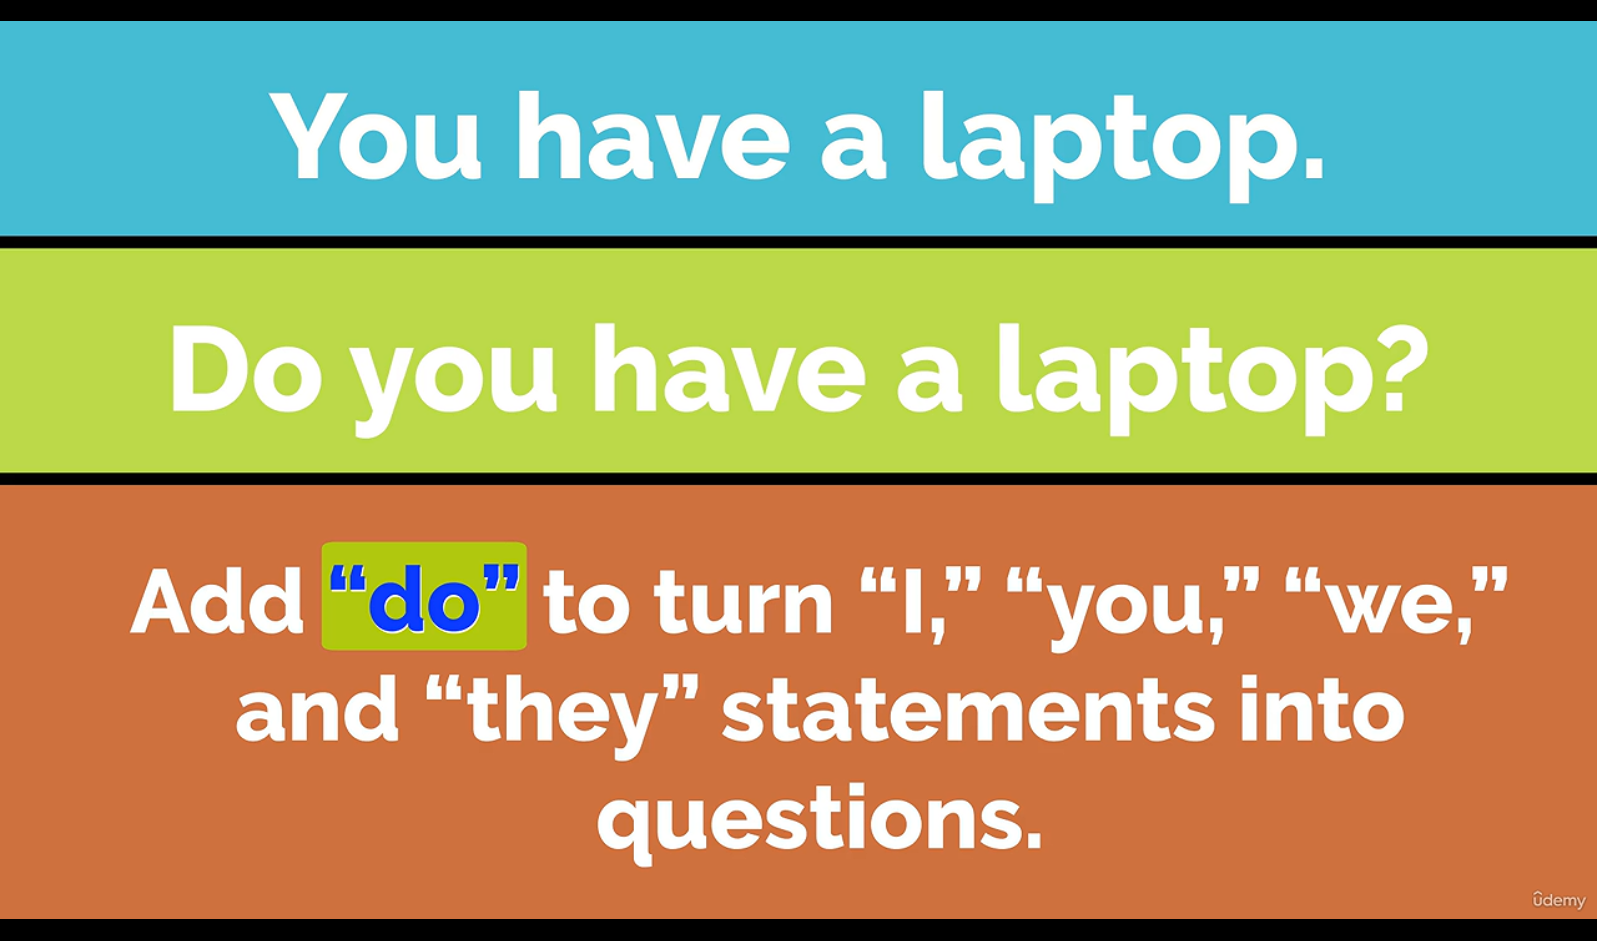 You have a laptop.
Do you have a laptop?
Add “do” to turn “I,” “you,” “we,”
and “they” statements into
questions.
ûdemy